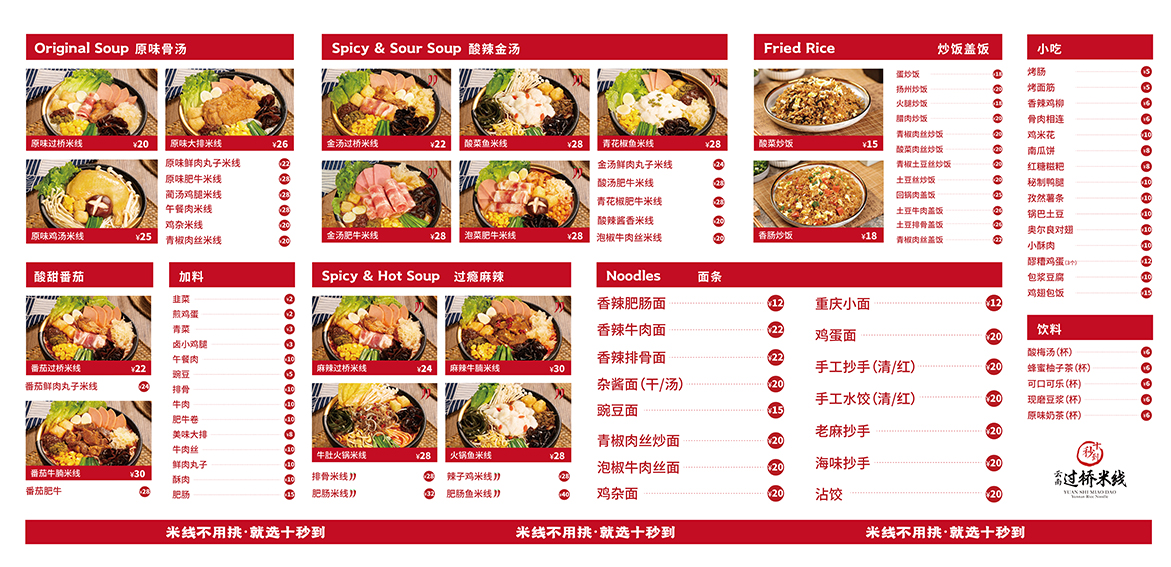 Original Soup 原味骨汤
原味过桥米线 ¥20
原味大排米线 ¥26
原味鸡汤米线 ¥25
原味鲜肉丸子米线 ¥22
原味肥牛米线 ¥28
菌汤鸡腿米线 ¥28
午餐肉米线 ¥28
鸡杂米线 ¥20
青椒肉丝米线 ¥20
Spicy & Sour Soup 酸辣金汤
金汤过桥米线 ¥22
酸菜鱼米线 ¥28
青花椒鱼米线 ¥28
金汤肥牛米线 ¥28
泡菜肥牛米线 ¥28
金汤鲜肉丸子米线 ¥24
酸汤肥牛米线 ¥28
青花椒肥牛米线 ¥28
酸辣酱香米线 ¥20
泡椒牛肉丝米线 ¥20
Fried Rice 炒饭盖饭
酸菜炒饭 ¥15
香肠炒饭 ¥18
蛋炒饭 ¥18
扬州炒饭 ¥20
火腿炒饭 ¥18
腊肉炒饭 ¥20
青椒肉丝炒饭 ¥20
酸菜肉丝炒饭 ¥20
青椒土豆丝炒饭 ¥20
土豆丝炒饭 ¥20
回锅肉盖饭 ¥25
土豆牛肉盖饭 ¥26
土豆排骨盖饭 ¥26
青椒肉丝盖饭 ¥22
小吃
烤肠 ¥5
烤面筋 ¥5
香辣鸡柳 ¥6
骨肉相连 ¥6
鸡米花 ¥10
南瓜饼 ¥8
红糖糍粑 ¥8
秘制鸭腿 ¥10
孜然薯条 ¥10
锅巴土豆 ¥10
奥尔良对翅 ¥10
小酥肉 ¥10
醪糟鸡蛋(3个) ¥12
包浆豆腐 ¥10
鸡翅包饭 ¥15
酸甜番茄
番茄过桥米线 ¥22
番茄鲜肉丸子米线 ¥24
番茄牛腩米线 ¥30
番茄肥牛 ¥28
加料
韭菜 ¥2
煎鸡蛋 ¥2
青菜 ¥3
卤小鸡腿 ¥3
午餐肉 ¥10
豌豆 ¥5
排骨 ¥10
牛肉 ¥10
肥牛卷 ¥10
美味大排 ¥8
牛肉丝 ¥10
鲜肉丸子 ¥10
酥肉 ¥10
肥肠 ¥15
Spicy & Hot Soup 过瘾麻辣
麻辣过桥米线 ¥24
麻辣牛腩米线 ¥30
牛肚火锅米线 ¥28
火锅鱼米线 ¥28
排骨米线 ¥28
辣子鸡米线 ¥28
肥肠米线 ¥32
肥肠鱼米线 ¥40
Noodles 面条
香辣肥肠面 ¥12
香辣牛肉面 ¥22
香辣排骨面 ¥22
杂酱面(干/汤) ¥20
豌豆面 ¥15
青椒肉丝炒面 ¥20
泡椒牛肉丝面 ¥20
鸡杂面 ¥20
重庆小面 ¥12
鸡蛋面 ¥20
手工抄手(清/红) ¥20
手工水饺(清/红) ¥20
老麻抄手 ¥20
海味抄手 ¥20
沾饺 ¥20
饮料
酸梅汤(杯) ¥6
蜂蜜柚子茶(杯) ¥6
可口可乐(杯) ¥6
现磨豆浆(杯) ¥6
原味奶茶(杯) ¥6
十秒到
云南过桥米线
YUAN SHI MIAO DAO
Yunnan Rice Noodle
米线不用挑·就选十秒到
米线不用挑·就选十秒到
米线不用挑·就选十秒到